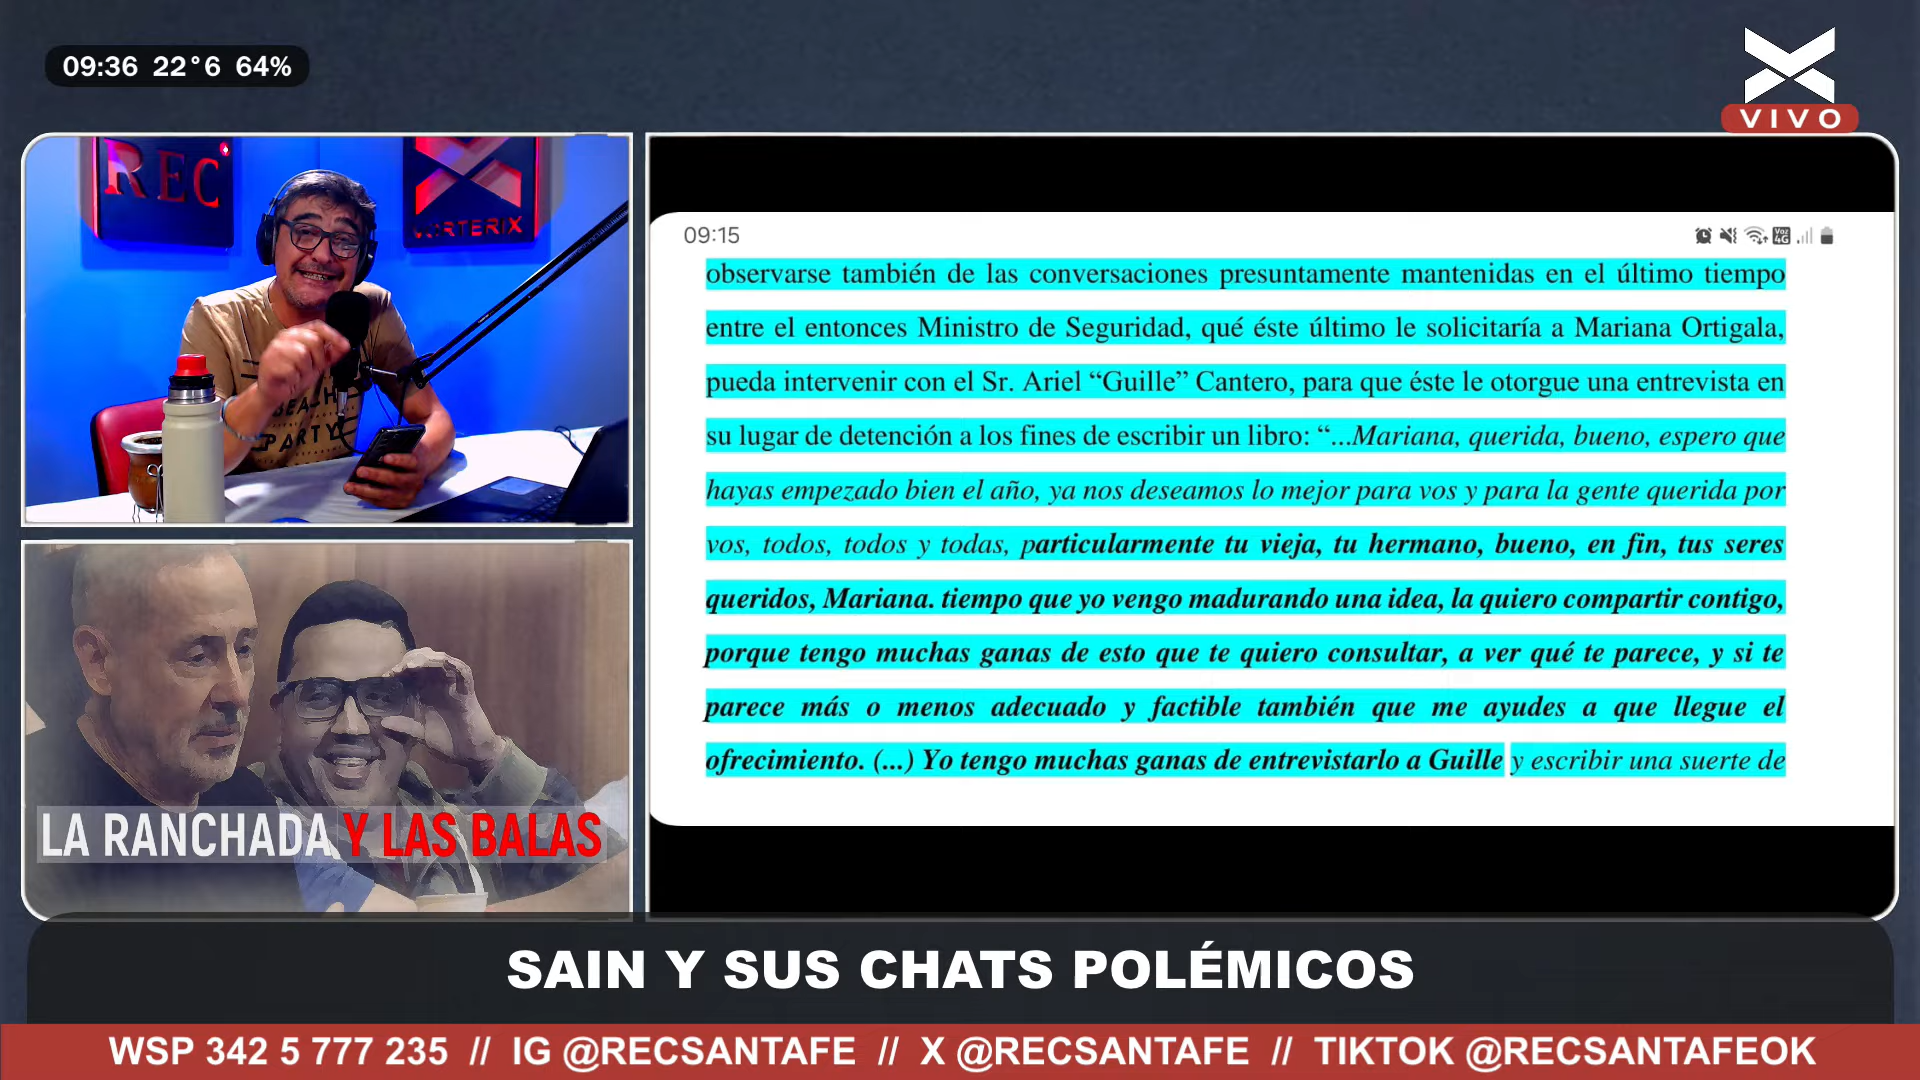 09:36 22°6 64%
VIVO
REC
VORTERIX
BEACH
PARTY
LA RANCHADA Y LAS BALAS
09:15
Voz 4G
observarse también de las conversaciones presuntamente mantenidas en el último tiempo
entre el entonces Ministro de Seguridad, qué éste último le solicitaría a Mariana Ortigala,
pueda intervenir con el Sr. Ariel “Guille” Cantero, para que éste le otorgue una entrevista en
su lugar de detención a los fines de escribir un libro: “...Mariana, querida, bueno, espero que
hayas empezado bien el año, ya nos deseamos lo mejor para vos y para la gente querida por
vos, todos, todos y todas, particularmente tu vieja, tu hermano, bueno, en fin, tus seres
queridos, Mariana. tiempo que yo vengo madurando una idea, la quiero compartir contigo,
porque tengo muchas ganas de esto que te quiero consultar, a ver qué te parece, y si te
parece más o menos adecuado y factible también que me ayudes a que llegue el
ofrecimiento. (...) Yo tengo muchas ganas de entrevistarlo a Guille y escribir una suerte de
SAIN Y SUS CHATS POLÉMICOS
WSP 342 5 777 235 // IG @RECSANTAFE // X @RECSANTAFE // TIKTOK @RECSANTAFEOK